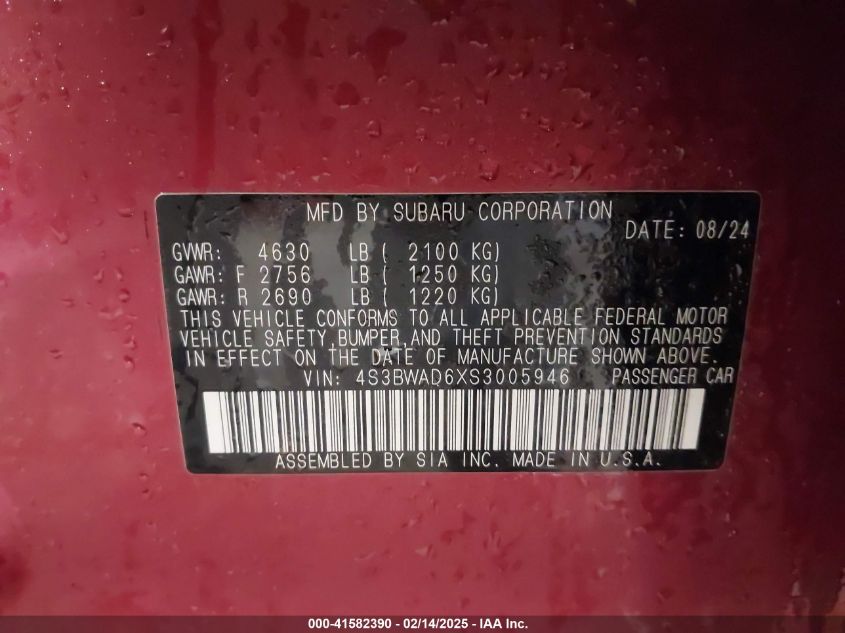 MFD BY SUBARU CORPORATION
DATE: 08/24
GVWR: 4630 LB ( 2100 KG)
GAWR: F 2756 LB ( 1250 KG)
GAWR: R 2690 LB ( 1220 KG)
THIS VEHICLE CONFORMS TO ALL APPLICABLE FEDERAL MOTOR
VEHICLE SAFETY,BUMPER,AND THEFT PREVENTION STANDARDS
IN EFFECT ON THE DATE OF MANUFACTURE SHOWN ABOVE.
VIN: 4S3BWAD6XS3005946 PASSENGER CAR
ASSEMBLED BY SIA INC. MADE IN U.S.A.
000-41582390 - 02/14/2025 - IAA Inc.